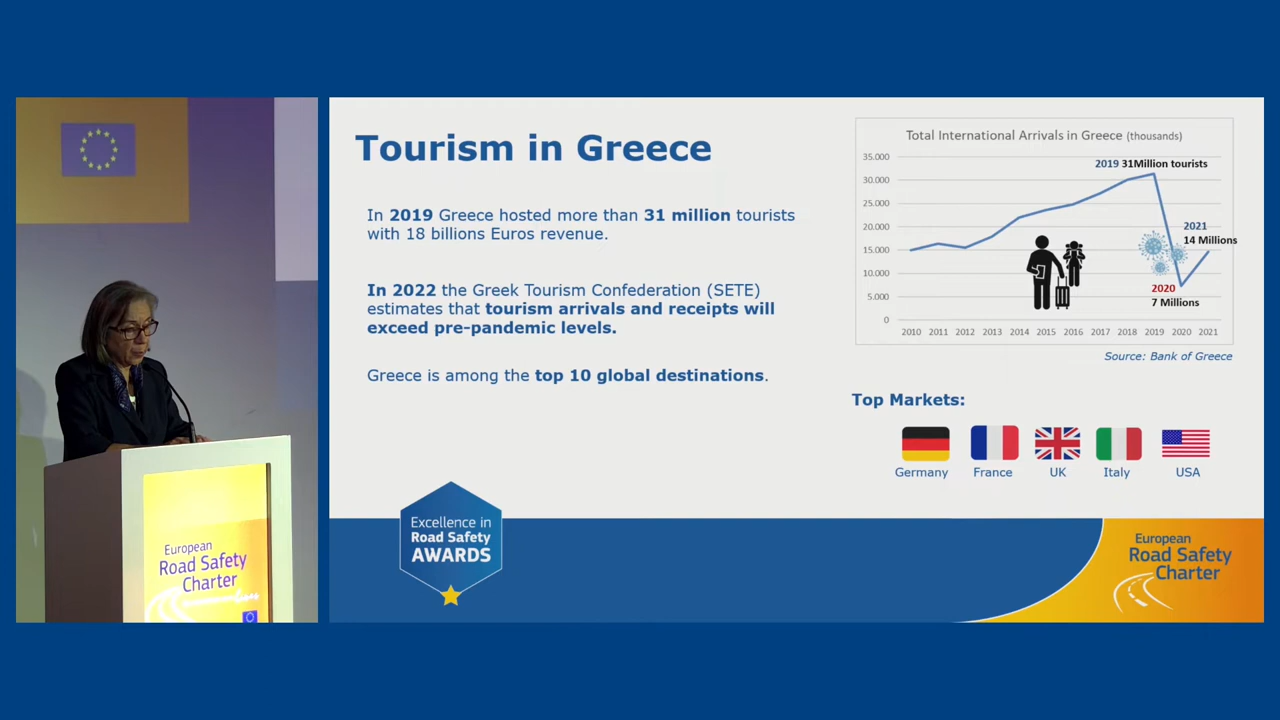 Tourism in Greece
In 2019 Greece hosted more than 31 million tourists
with 18 billions Euros revenue.
In 2022 the Greek Tourism Confederation (SETE)
estimates that tourism arrivals and receipts will
exceed pre-pandemic levels.
Greece is among the top 10 global destinations.
Total International Arrivals in Greece (thousands)
35.000
30.000
25.000
20.000
15.000
10.000
5.000
0
2019 31Million tourists
2021
14 Millions
2020
7 Millions
2010 2011 2012 2013 2014 2015 2016 2017 2018 2019 2020 2021
Source: Bank of Greece
Top Markets:
Germany France UK Italy USA
Excellence in
Road Safety
AWARDS
European
Road Safety
Charter
European
Road Safety
Charter